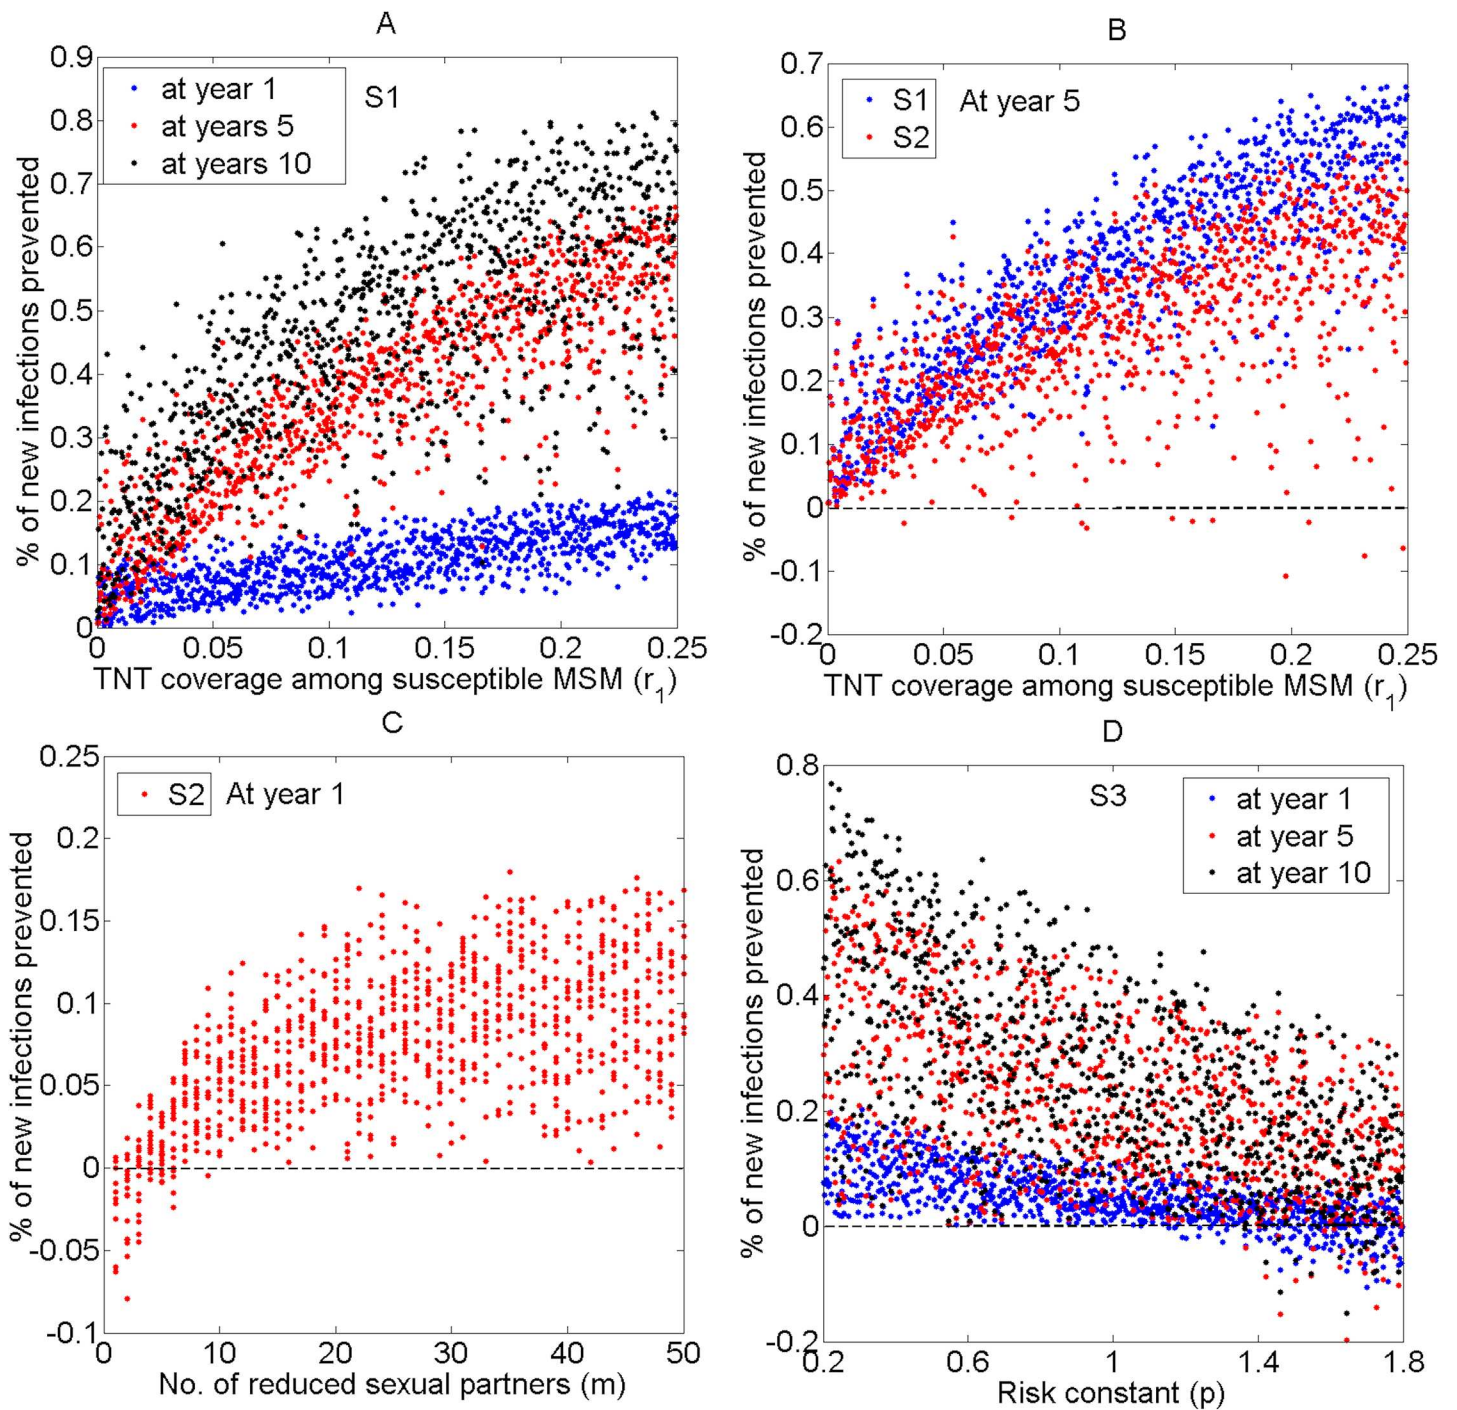 A
0.9
0.8
0.7
0.6
0.5
0.4
0.3
0.2
0.1
0
% of new infections prevented
at year 1
at years 5
at years 10
S1
0 0.05 0.1 0.15 0.2 0.25
TNT coverage among susceptible MSM (r1)
B
0.7
0.6
0.5
0.4
0.3
0.2
0.1
0
-0.1
-0.2
% of new infections prevented
S1
S2
At year 5
0 0.05 0.1 0.15 0.2 0.25
TNT coverage among susceptible MSM (r1)
C
0.25
0.2
0.15
0.1
0.05
0
-0.05
-0.1
% of new infections prevented
S2 At year 1
0 10 20 30 40 50
No. of reduced sexual partners (m)
D
0.8
0.6
0.4
0.2
0
-0.2
% of new infections prevented
S3
at year 1
at year 5
at year 10
0.2 0.6 1 1.4 1.8
Risk constant (p)